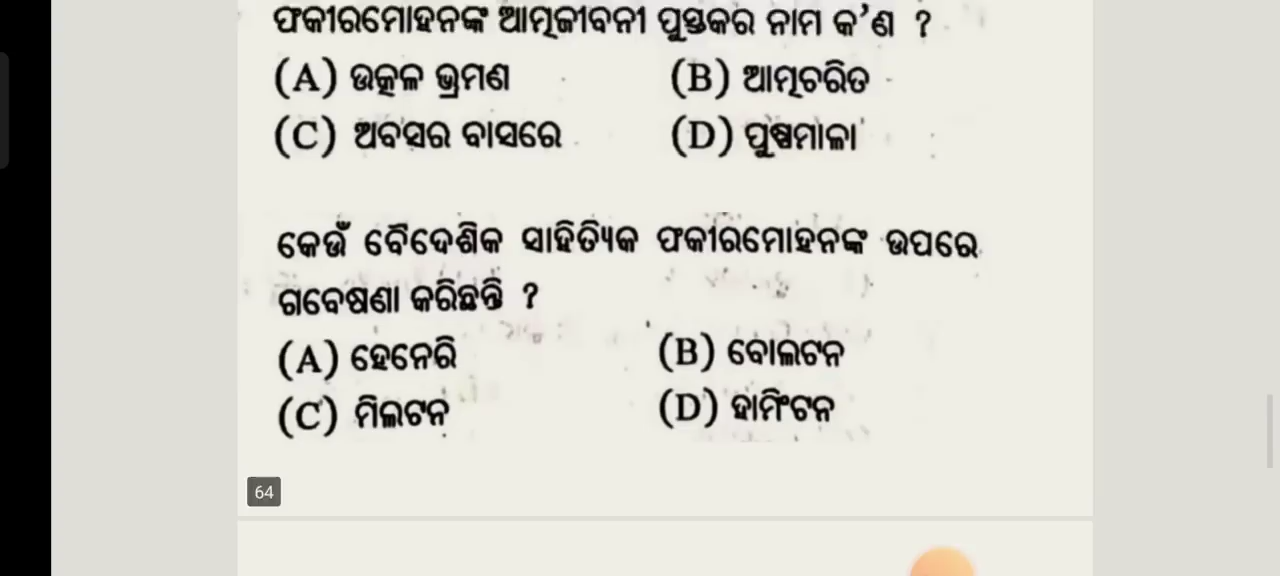 ଫକୀରମୋହନଙ୍କ ଆତ୍ମଜୀବନୀ ପୁସ୍ତକର ନାମ କ'ଣ ?
(A) ଉତ୍କଳ ଭ୍ରମଣ (B) ଆତ୍ମଚରିତ
(C) ଅବସର ବାସରେ (D) ପୁଷ୍ପମାଳା
କେଉଁ ବୈଦେଶିକ ସାହିତ୍ୟିକ ଫକୀରମୋହନଙ୍କ ଉପରେ
ଗବେଷଣା କରିଛନ୍ତି ?
(A) ହେନେରି (B) ବୋଲଟନ
(C) ମିଲଟନ (D) ହାମିଂଟନ
64